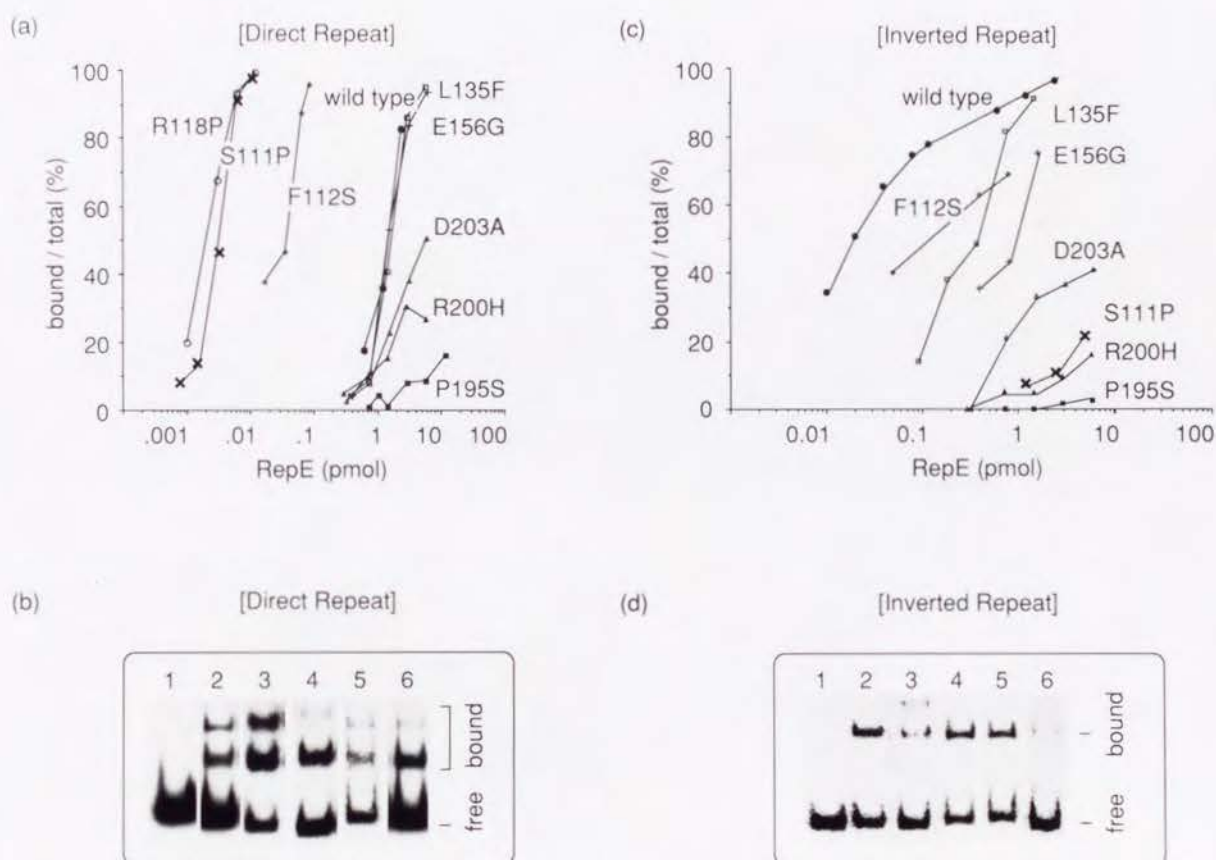 (a)
[Direct Repeat]
bound / total (%)
100
80
60
40
20
0
R118P
S111P
F112S
wild type
L135F
E156G
D203A
R200H
P195S
.001 .01 .1 1 10 100
RepE (pmol)
(c)
[Inverted Repeat]
bound / total (%)
100
80
60
40
20
0
wild type
L135F
E156G
F112S
D203A
S111P
R200H
P195S
0.01 0.1 1 10 100
RepE (pmol)
(b)
[Direct Repeat]
1 2 3 4 5 6
bound
free
(d)
[Inverted Repeat]
1 2 3 4 5 6
bound
free